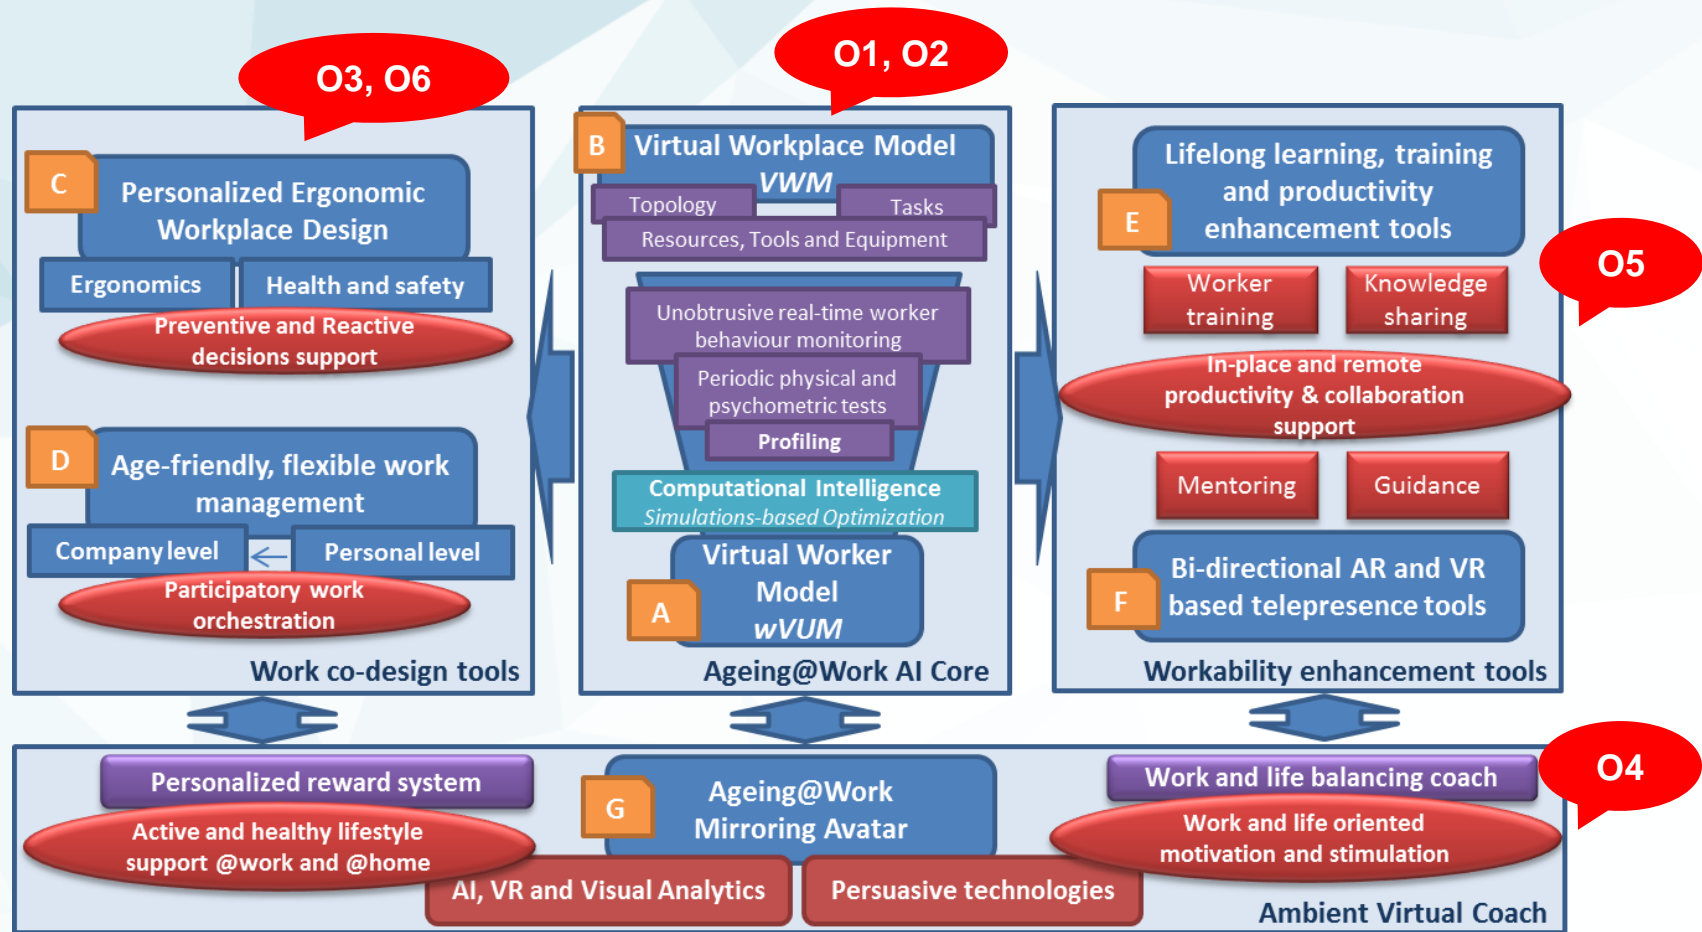 O3, O6
O1, O2
C
Personalized Ergonomic
Workplace Design
Ergonomics
Health and safety
Preventive and Reactive
decisions support
D
Age-friendly, flexible work
management
Company level
Personal level
Participatory work
orchestration
Work co-design tools
B
Virtual Workplace Model
VWM
Topology
Tasks
Resources, Tools and Equipment
Unobtrusive real-time worker
behaviour monitoring
Periodic physical and
psychometric tests
Profiling
Computational Intelligence
Simulations-based Optimization
Virtual Worker
Model
wVUM
A
Ageing@Work AI Core
Lifelong learning, training
and productivity
enhancement tools
E
O5
Worker
training
Knowledge
sharing
In-place and remote
productivity & collaboration
support
Mentoring
Guidance
Bi-directional AR and VR
based telepresence tools
F
Workability enhancement tools
O4
Personalized reward system
Active and healthy lifestyle
support @work and @home
G
Ageing@Work
Mirroring Avatar
AI, VR and Visual Analytics
Persuasive technologies
Work and life balancing coach
Work and life oriented
motivation and stimulation
Ambient Virtual Coach